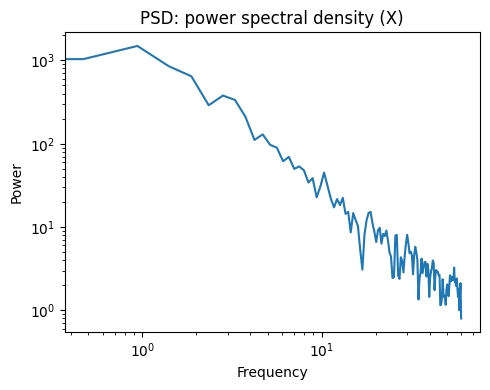 PSD: power spectral density (X)
10³
10²
10¹
10⁰
Power
10⁰
10¹
Frequency